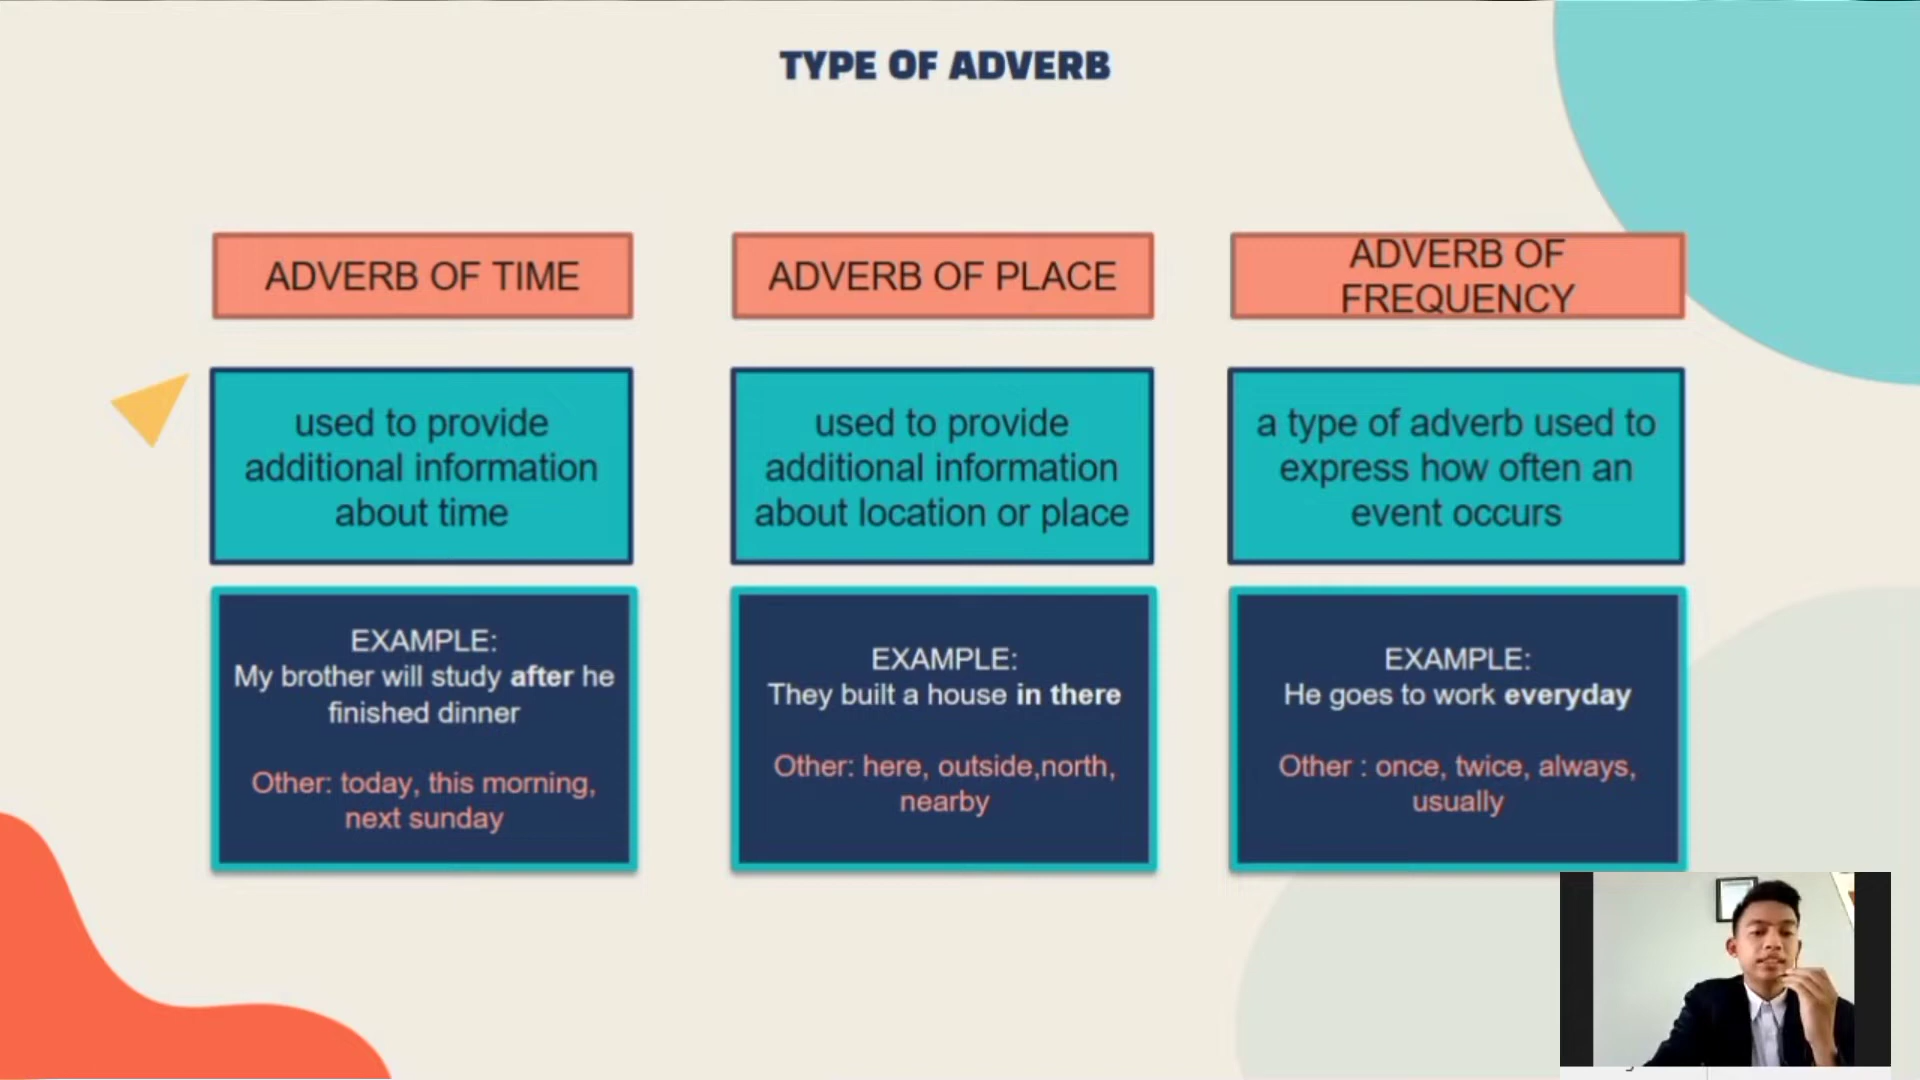 TYPE OF ADVERB
ADVERB OF TIME
used to provide
additional information
about time
EXAMPLE:
My brother will study after he
finished dinner
Other: today, this morning,
next sunday
ADVERB OF PLACE
used to provide
additional information
about location or place
EXAMPLE:
They built a house in there
Other: here, outside,north,
nearby
ADVERB OF
FREQUENCY
a type of adverb used to
express how often an
event occurs
EXAMPLE:
He goes to work everyday
Other : once, twice, always,
usually